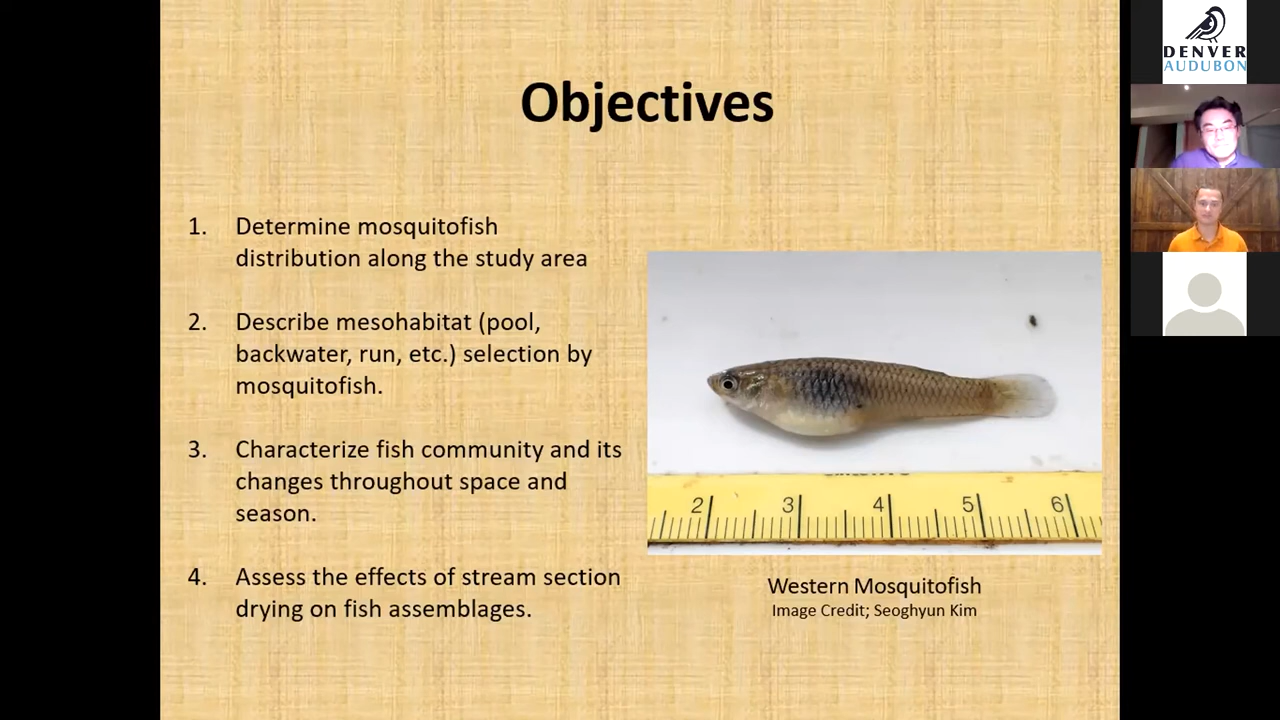 Objectives
1. Determine mosquitofish
distribution along the study area
2. Describe mesohabitat (pool,
backwater, run, etc.) selection by
mosquitofish.
3. Characterize fish community and its
changes throughout space and
season.
4. Assess the effects of stream section
drying on fish assemblages.
2 3 4 5 6
Western Mosquitofish
Image Credit; Seoghyun Kim
DENVER
AUDUBON